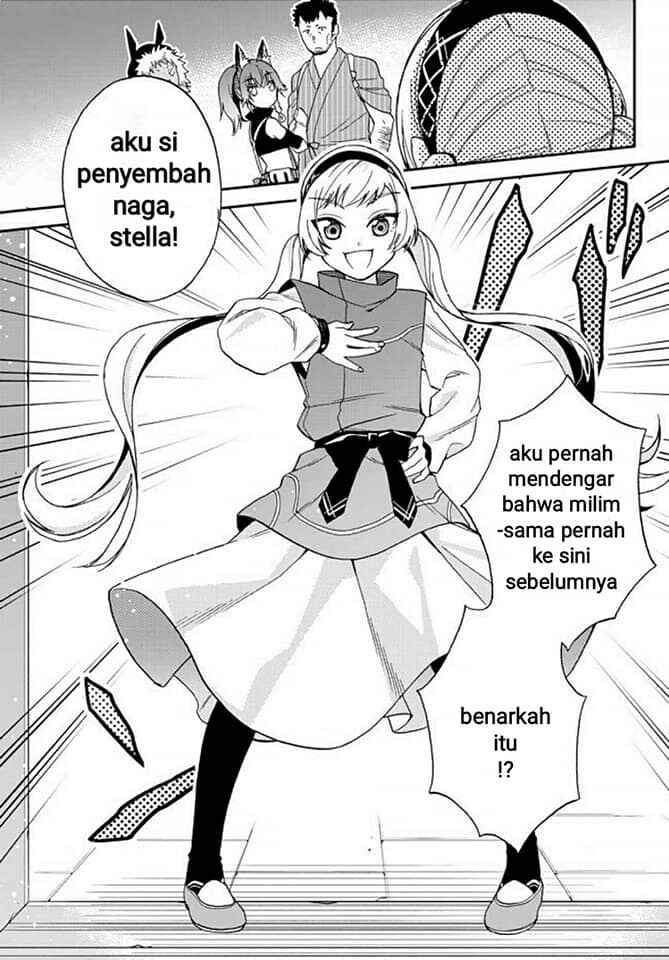 aku si
penyembah
naga,
stella!
aku pernah
mendengar
bahwa milim
-sama pernah
ke sini
sebelumnya
benarkah
itu
!?